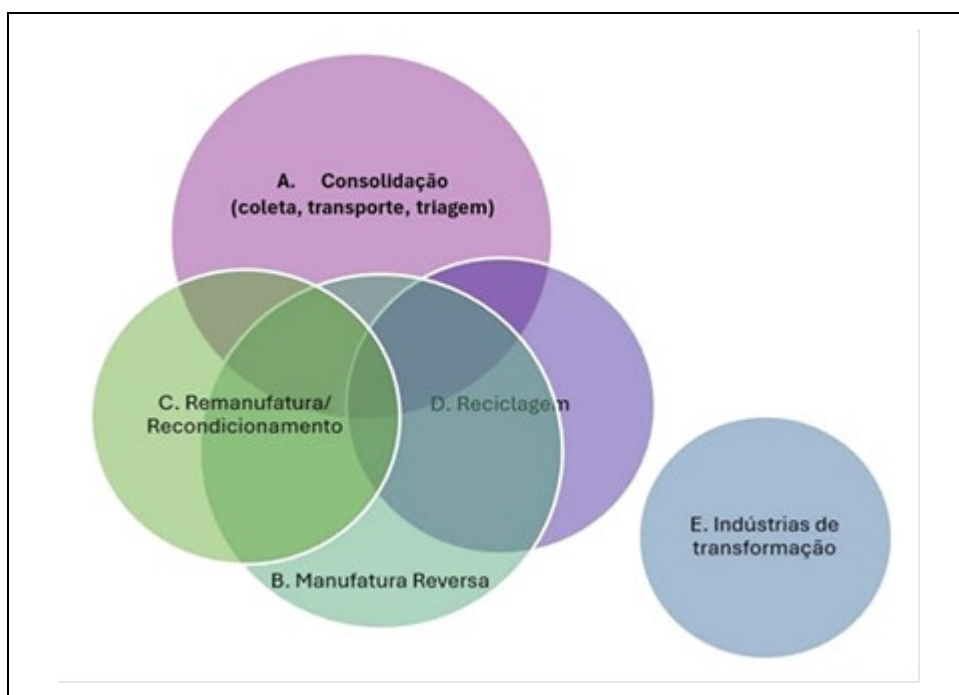 A. Consolidação
(coleta, transporte, triagem)
C. Remanufatura/
Recondicionamento
D. Reciclagem
E. Indústrias de
transformação
B. Manufatura Reversa